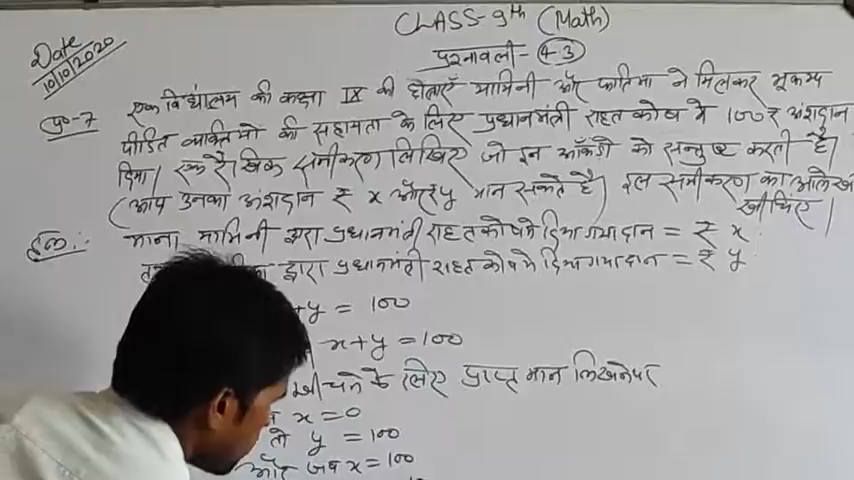 CLASS-9th (Math)
Date
10/10/2020
प्रश्नावली - 4.3
प्र०-7 एक विद्यालय की कक्षा IX की छात्राएँ यामिनी और फातिमा ने मिलकर भूकम्प
पीडित व्यक्तियो की सहायता के लिए प्रधानमंत्री राहत कोष मे 100₹ अंशदान
दिया। एक रैखिक समीकरण लिखिए जो इन आँकडो को सन्तुष्ट करती है।
(आप उनका अंशदान ₹ x और ₹y मान सकते है) इस समीकरण का आलेख
खीचिए।
हल:- माना यामिनी द्वारा प्रधानमंत्री राहत कोष मे दिया गया दान = ₹ x
द्वारा प्रधानमंत्री राहत कोष मे दिया गया दान = ₹ y
+y = 100
x+y = 100
खीचने के लिए प्राप्त मान लिखने पर
x = 0
तो y = 100
और जब x = 100